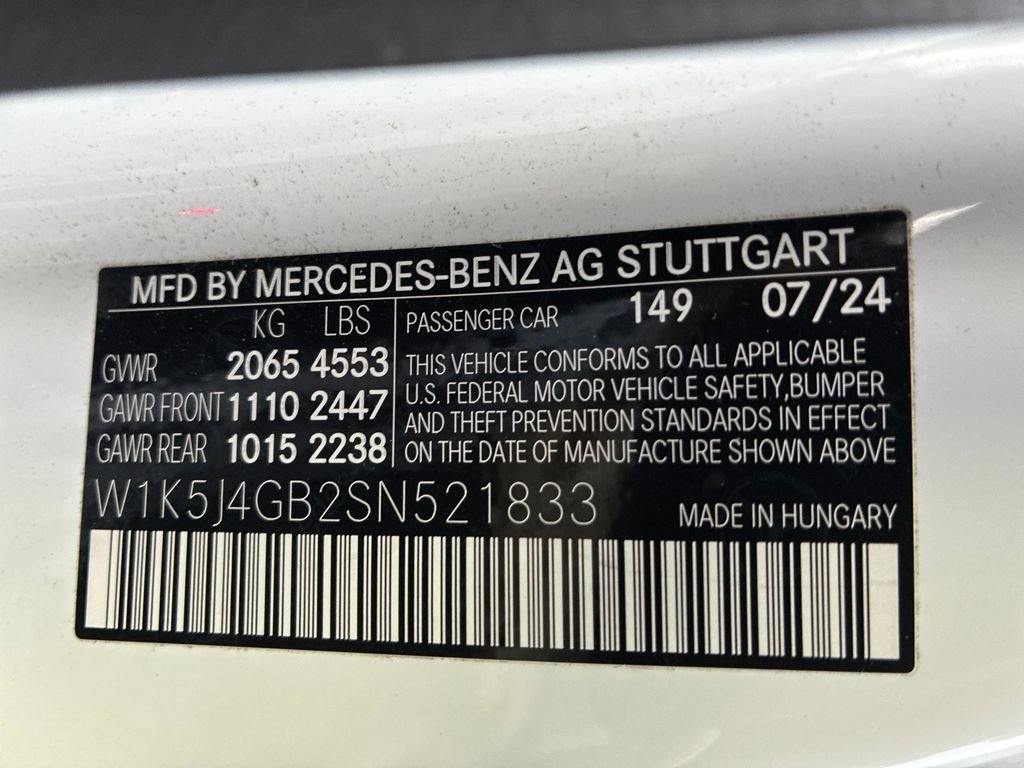 MFD BY MERCEDES-BENZ AG STUTTGART
KG LBS
GVWR 2065 4553
GAWR FRONT 1110 2447
GAWR REAR 1015 2238
PASSENGER CAR 149 07/24
THIS VEHICLE CONFORMS TO ALL APPLICABLE
U.S. FEDERAL MOTOR VEHICLE SAFETY, BUMPER
AND THEFT PREVENTION STANDARDS IN EFFECT
ON THE DATE OF MANUFACTURE SHOWN ABOVE
W1K5J4GB2SN521833
MADE IN HUNGARY